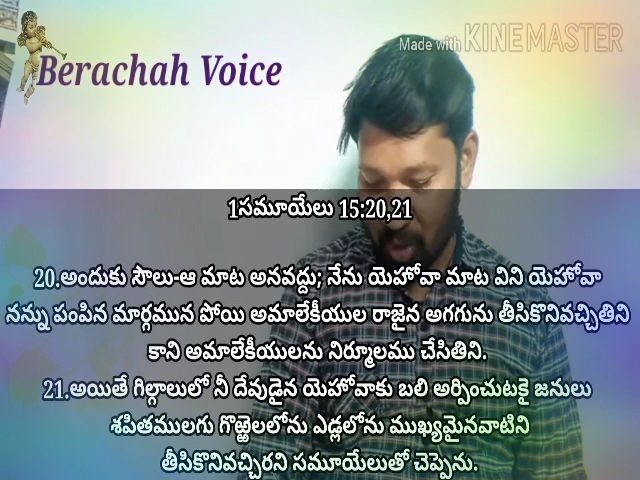 Made with KINEMASTER
Berachah Voice
1సమూయేలు 15:20,21
20.అందుకు సౌలు-ఆ మాట అనవద్దు; నేను యెహోవా మాట విని యెహోవా
నన్ను పంపిన మార్గమున పోయి అమాలేకీయుల రాజైన అగగును తీసికొనివచ్చితిని
కాని అమాలేకీయులను నిర్మూలము చేసితిని.
21.అయితే గిల్గాలులో నీ దేవుడైన యెహోవాకు బలి అర్పించుటకై జనులు
శపితములగు గొఱ్ఱెలలోను ఎడ్లలోను ముఖ్యమైనవాటిని
తీసికొనివచ్చిరని సమూయేలుతో చెప్పెను.